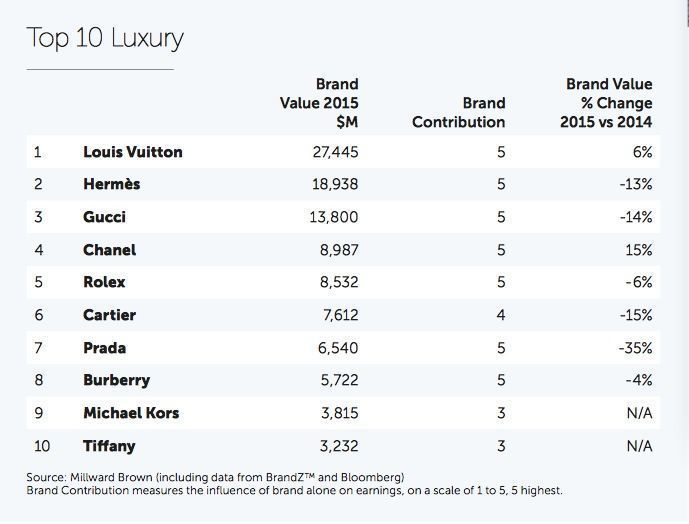 Top 10 Luxury
Brand Value 2015 $M
Brand Contribution
Brand Value % Change 2015 vs 2014
1 Louis Vuitton 27,445 5 6%
2 Hermès 18,938 5 -13%
3 Gucci 13,800 5 -14%
4 Chanel 8,987 5 15%
5 Rolex 8,532 5 -6%
6 Cartier 7,612 4 -15%
7 Prada 6,540 5 -35%
8 Burberry 5,722 5 -4%
9 Michael Kors 3,815 3 N/A
10 Tiffany 3,232 3 N/A
Source: Millward Brown (including data from BrandZ™ and Bloomberg)
Brand Contribution measures the influence of brand alone on earnings, on a scale of 1 to 5, 5 highest.